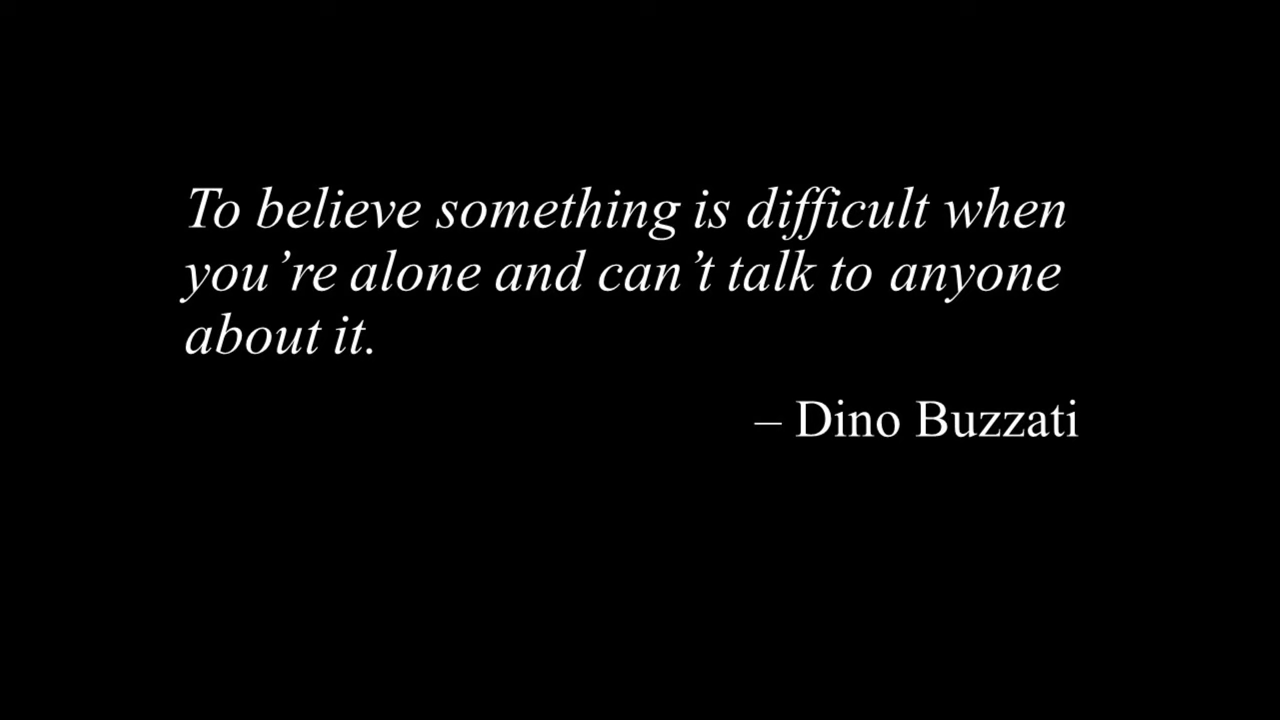 To believe something is difficult when
you’re alone and can’t talk to anyone
about it.
– Dino Buzzati